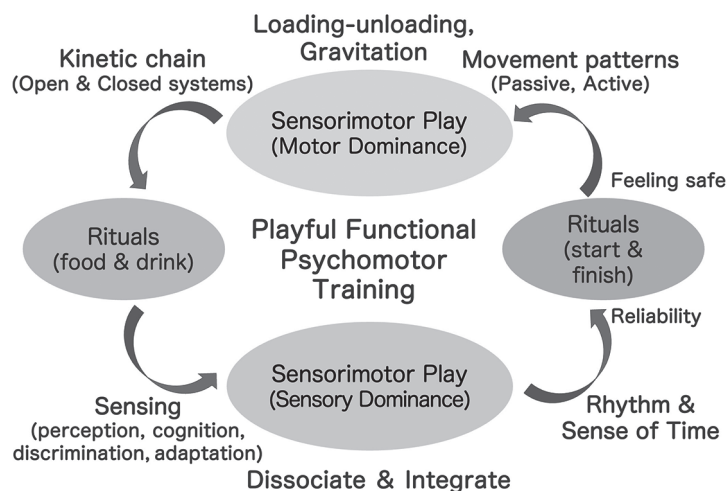 Loading-unloading,
Gravitation
Kinetic chain
(Open & Closed systems)
Movement patterns
(Passive, Active)
Sensorimotor Play
(Motor Dominance)
Feeling safe
Rituals
(food & drink)
Playful Functional
Psychomotor
Training
Rituals
(start &
finish)
Reliability
Sensorimotor Play
(Sensory Dominance)
Sensing
(perception, cognition,
discrimination, adaptation)
Rhythm &
Sense of Time
Dissociate & Integrate